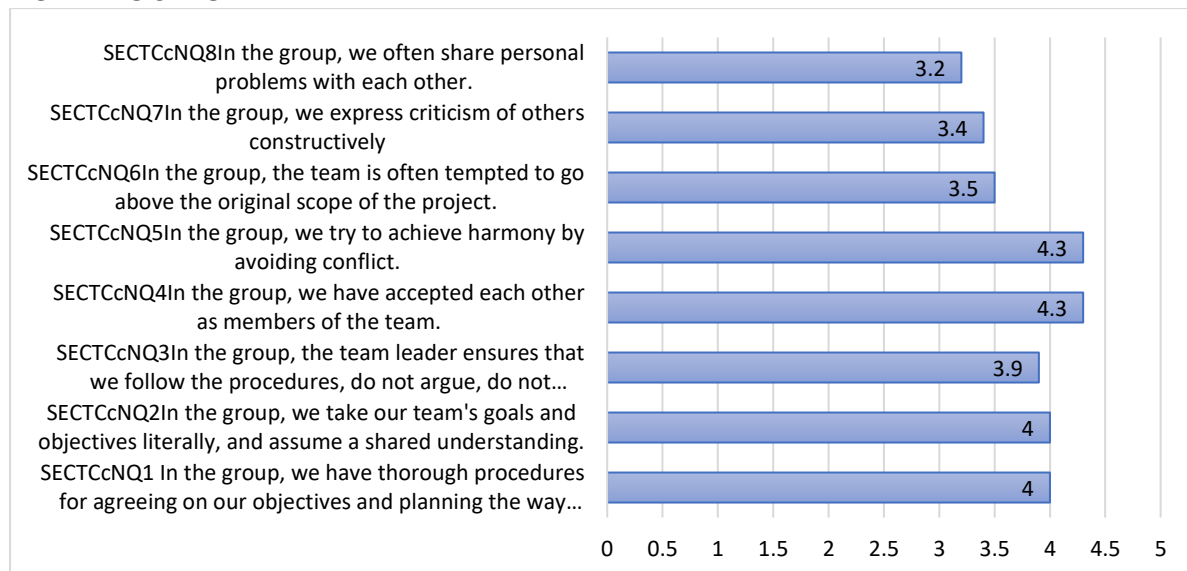 SECTCcNQ8In the group, we often share personal
problems with each other.
3.2
SECTCcNQ7In the group, we express criticism of others
constructively
3.4
SECTCcNQ6In the group, the team is often tempted to go
above the original scope of the project.
3.5
SECTCcNQ5In the group, we try to achieve harmony by
avoiding conflict.
4.3
SECTCcNQ4In the group, we have accepted each other
as members of the team.
4.3
SECTCcNQ3In the group, the team leader ensures that
we follow the procedures, do not argue, do not…
3.9
SECTCcNQ2In the group, we take our team's goals and
objectives literally, and assume a shared understanding.
4
SECTCcNQ1 In the group, we have thorough procedures
for agreeing on our objectives and planning the way…
4
0 0.5 1 1.5 2 2.5 3 3.5 4 4.5 5